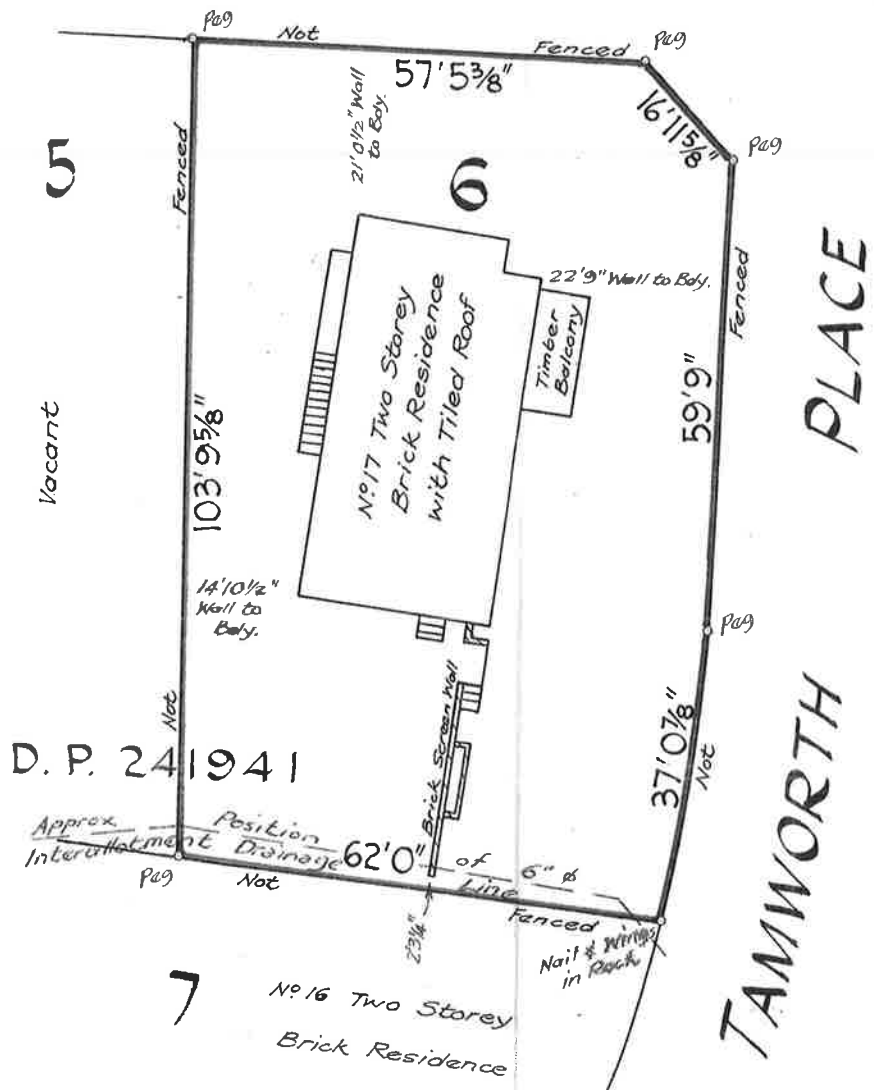 Peg
Not
Fenced
Peg
57'5⅜"
16'11⅝"
Peg
21'0½" Wall
to Bdy.
5
Fenced
6
22'9" Wall to Bdy.
Fenced
PLACE
No 17 Two Storey
Brick Residence
with Tiled Roof
Timber
Balcony
59'9"
Vacant
103'9⅝"
14'10½"
Wall to
Bdy.
Peg
Not
Brick Screen Wall
37'0⅞"
Not
TAMWORTH
D. P. 241941
Approx Position of 6" ø
Interallotment Drainage Line
62'0"
Peg
Not
Fenced
2'3¼"
Nail & Wings
in Rock
7
No 16 Two Storey
Brick Residence